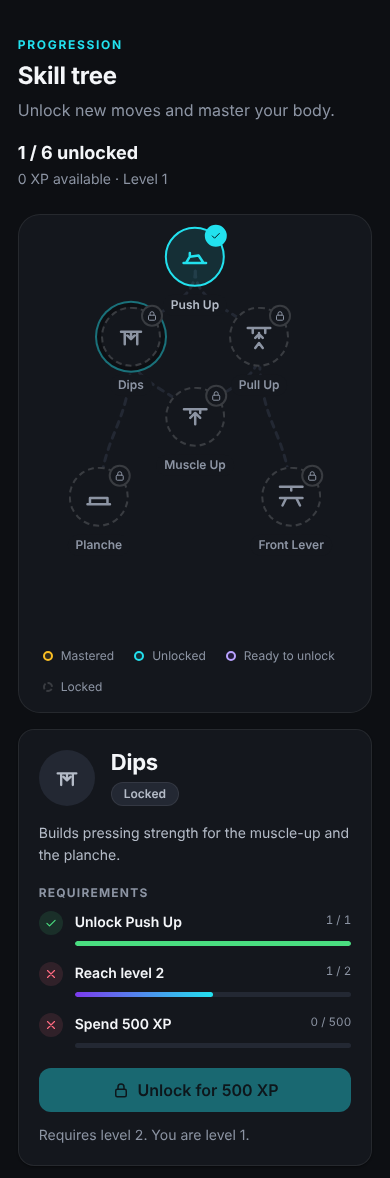 PROGRESSION
Skill tree
Unlock new moves and master your body.
1 / 6 unlocked
0 XP available · Level 1
Push Up
Dips
Pull Up
Muscle Up
Planche
Front Lever
Mastered
Unlocked
Ready to unlock
Locked
Dips
Locked
Builds pressing strength for the muscle-up and
the planche.
REQUIREMENTS
Unlock Push Up 1 / 1
Reach level 2 1 / 2
Spend 500 XP 0 / 500
Unlock for 500 XP
Requires level 2. You are level 1.